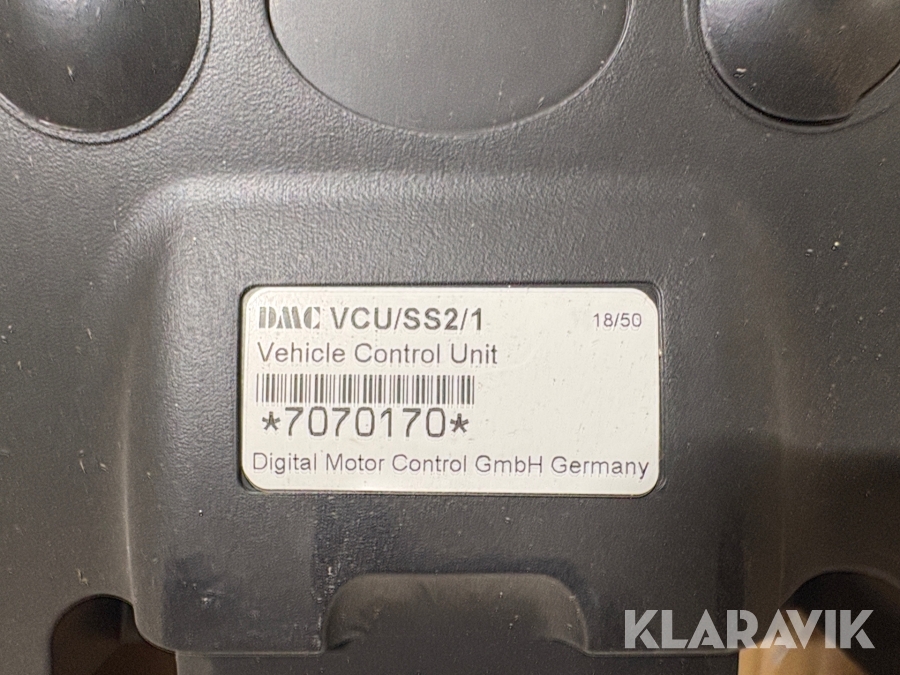 DMC VCU/SS2/1 18/50
Vehicle Control Unit
*7070170*
Digital Motor Control GmbH Germany
KLARAVIK